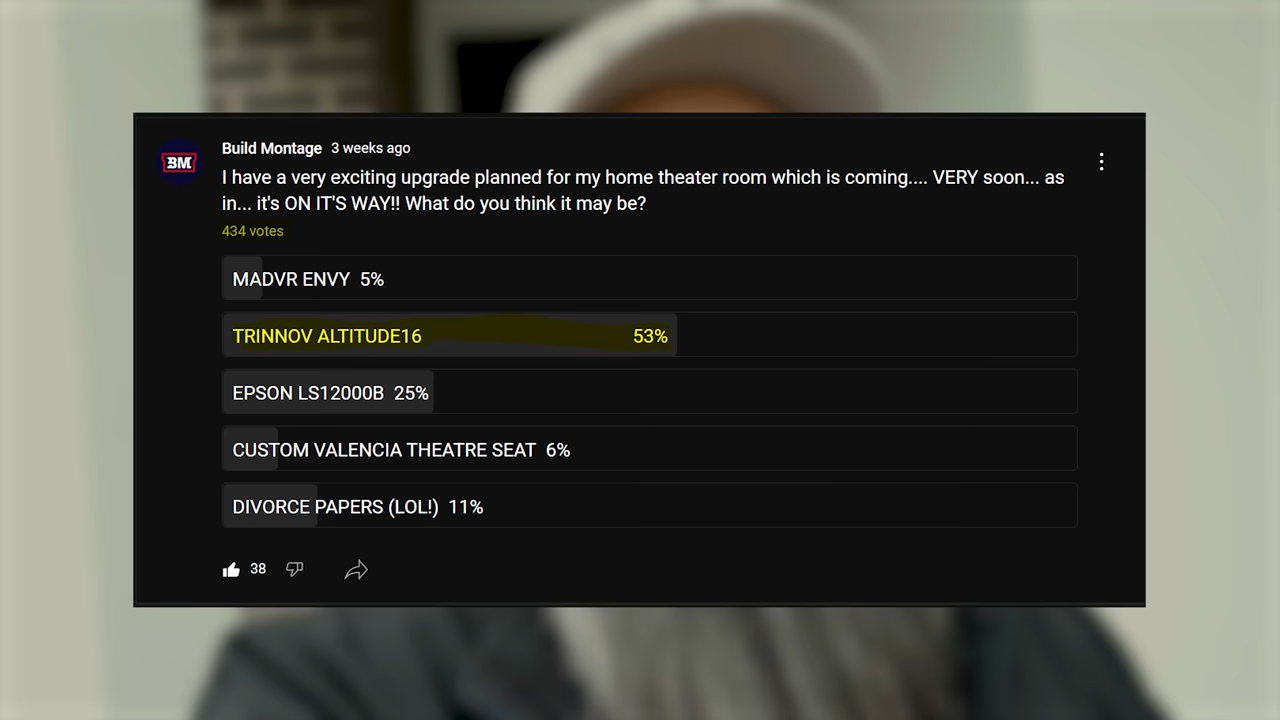 BM
Build Montage 3 weeks ago
I have a very exciting upgrade planned for my home theater room which is coming.... VERY soon... as
in... it's ON IT'S WAY!! What do you think it may be?
434 votes
MADVR ENVY 5%
TRINNOV ALTITUDE16 53%
EPSON LS12000B 25%
CUSTOM VALENCIA THEATRE SEAT 6%
DIVORCE PAPERS (LOL!) 11%
38